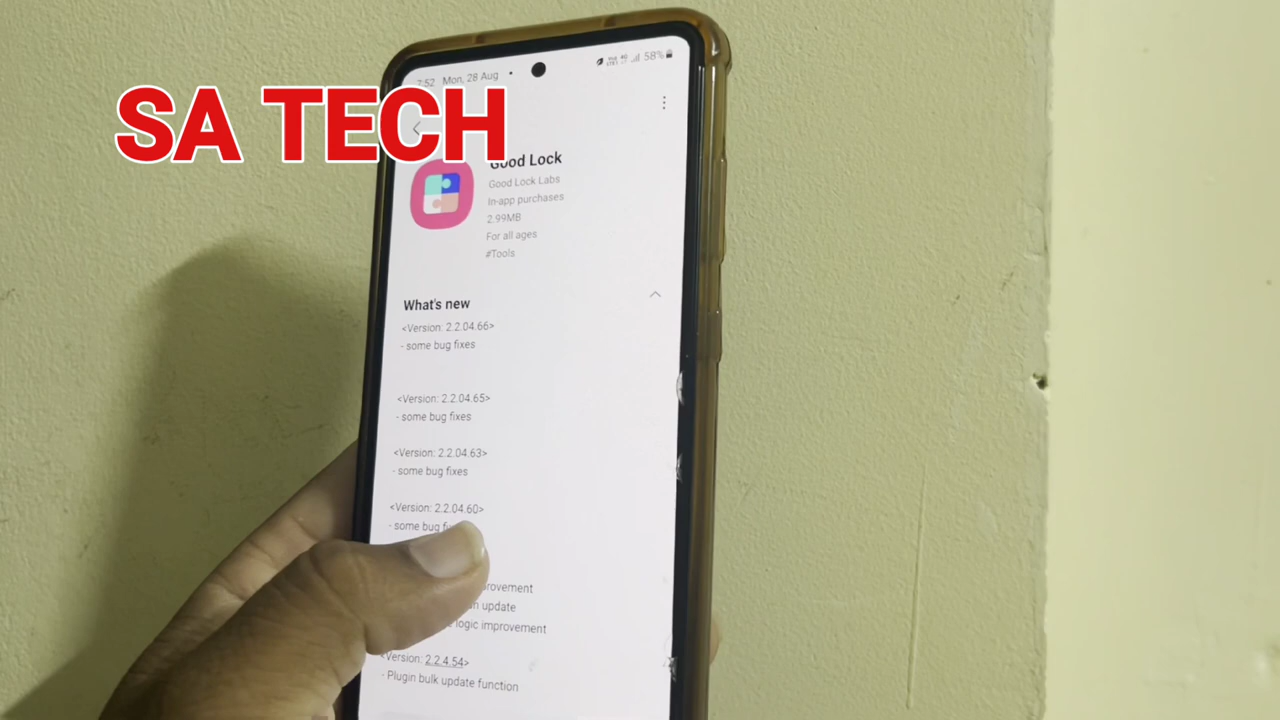 7:52 Mon, 28 Aug
58%
SA TECH
Good Lock
Good Lock Labs
In-app purchases
2.99MB
For all ages
#Tools
What's new
<Version: 2.2.04.66>
- some bug fixes
<Version: 2.2.04.65>
- some bug fixes
<Version: 2.2.04.63>
- some bug fixes
<Version: 2.2.04.60>
- some bug
update
logic improvement
<Version: 2.2.4.54>
- Plugin bulk update function